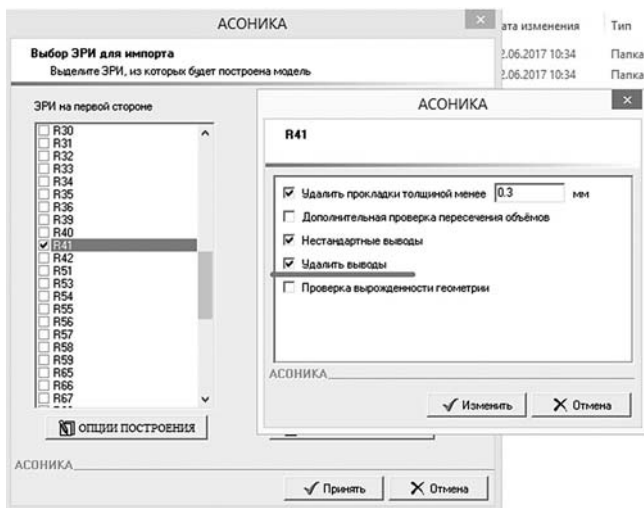 АСОНИКА
Выбор ЭРИ для импорта
Выделите ЭРИ, из которых будет построена модель
ЭРИ на первой стороне
R30
R31
R32
R33
R34
R35
R36
R39
R40
R41
R42
R51
R53
R54
R55
R56
R57
R58
R59
R65
R66
R67
ОПЦИИ ПОСТРОЕНИЯ
АСОНИКА
Принять
Отмена
ата изменения Тип
2.06.2017 10:34 Папка
2.06.2017 10:34 Папка
АСОНИКА
R41
Удалить прокладки толщиной менее 0.3 мм
Дополнительная проверка пересечения объёмов
Нестандартные выводы
Удалить выводы
Проверка вырожденности геометрии
АСОНИКА
Изменить
Отмена